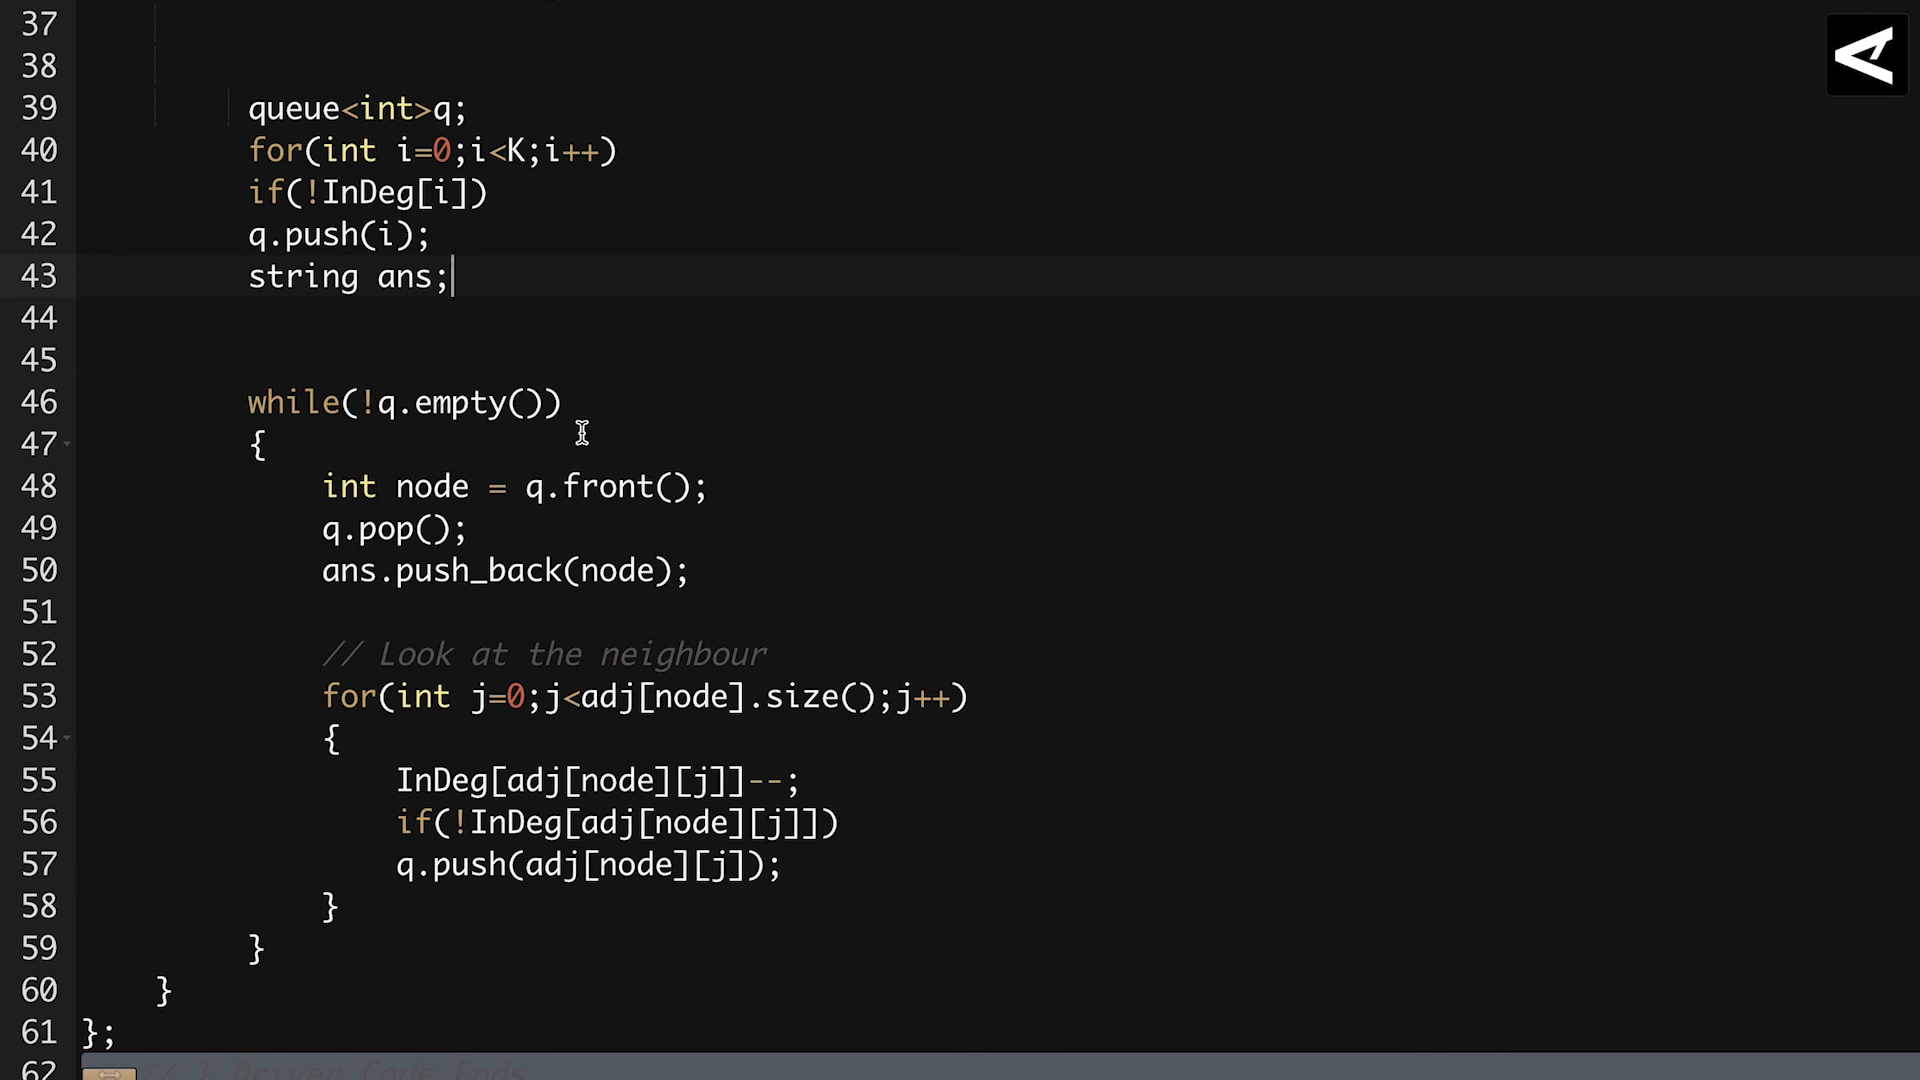 37
38
39 queue<int>q;
40 for(int i=0;i<K;i++)
41 if(!InDeg[i])
42 q.push(i);
43 string ans;
44
45
46 while(!q.empty())
47 {
48 int node = q.front();
49 q.pop();
50 ans.push_back(node);
51
52 // Look at the neighbour
53 for(int j=0;j<adj[node].size();j++)
54 {
55 InDeg[adj[node][j]]--;
56 if(!InDeg[adj[node][j]])
57 q.push(adj[node][j]);
58 }
59 }
60 }
61 };
62 // } Driver Code Ends